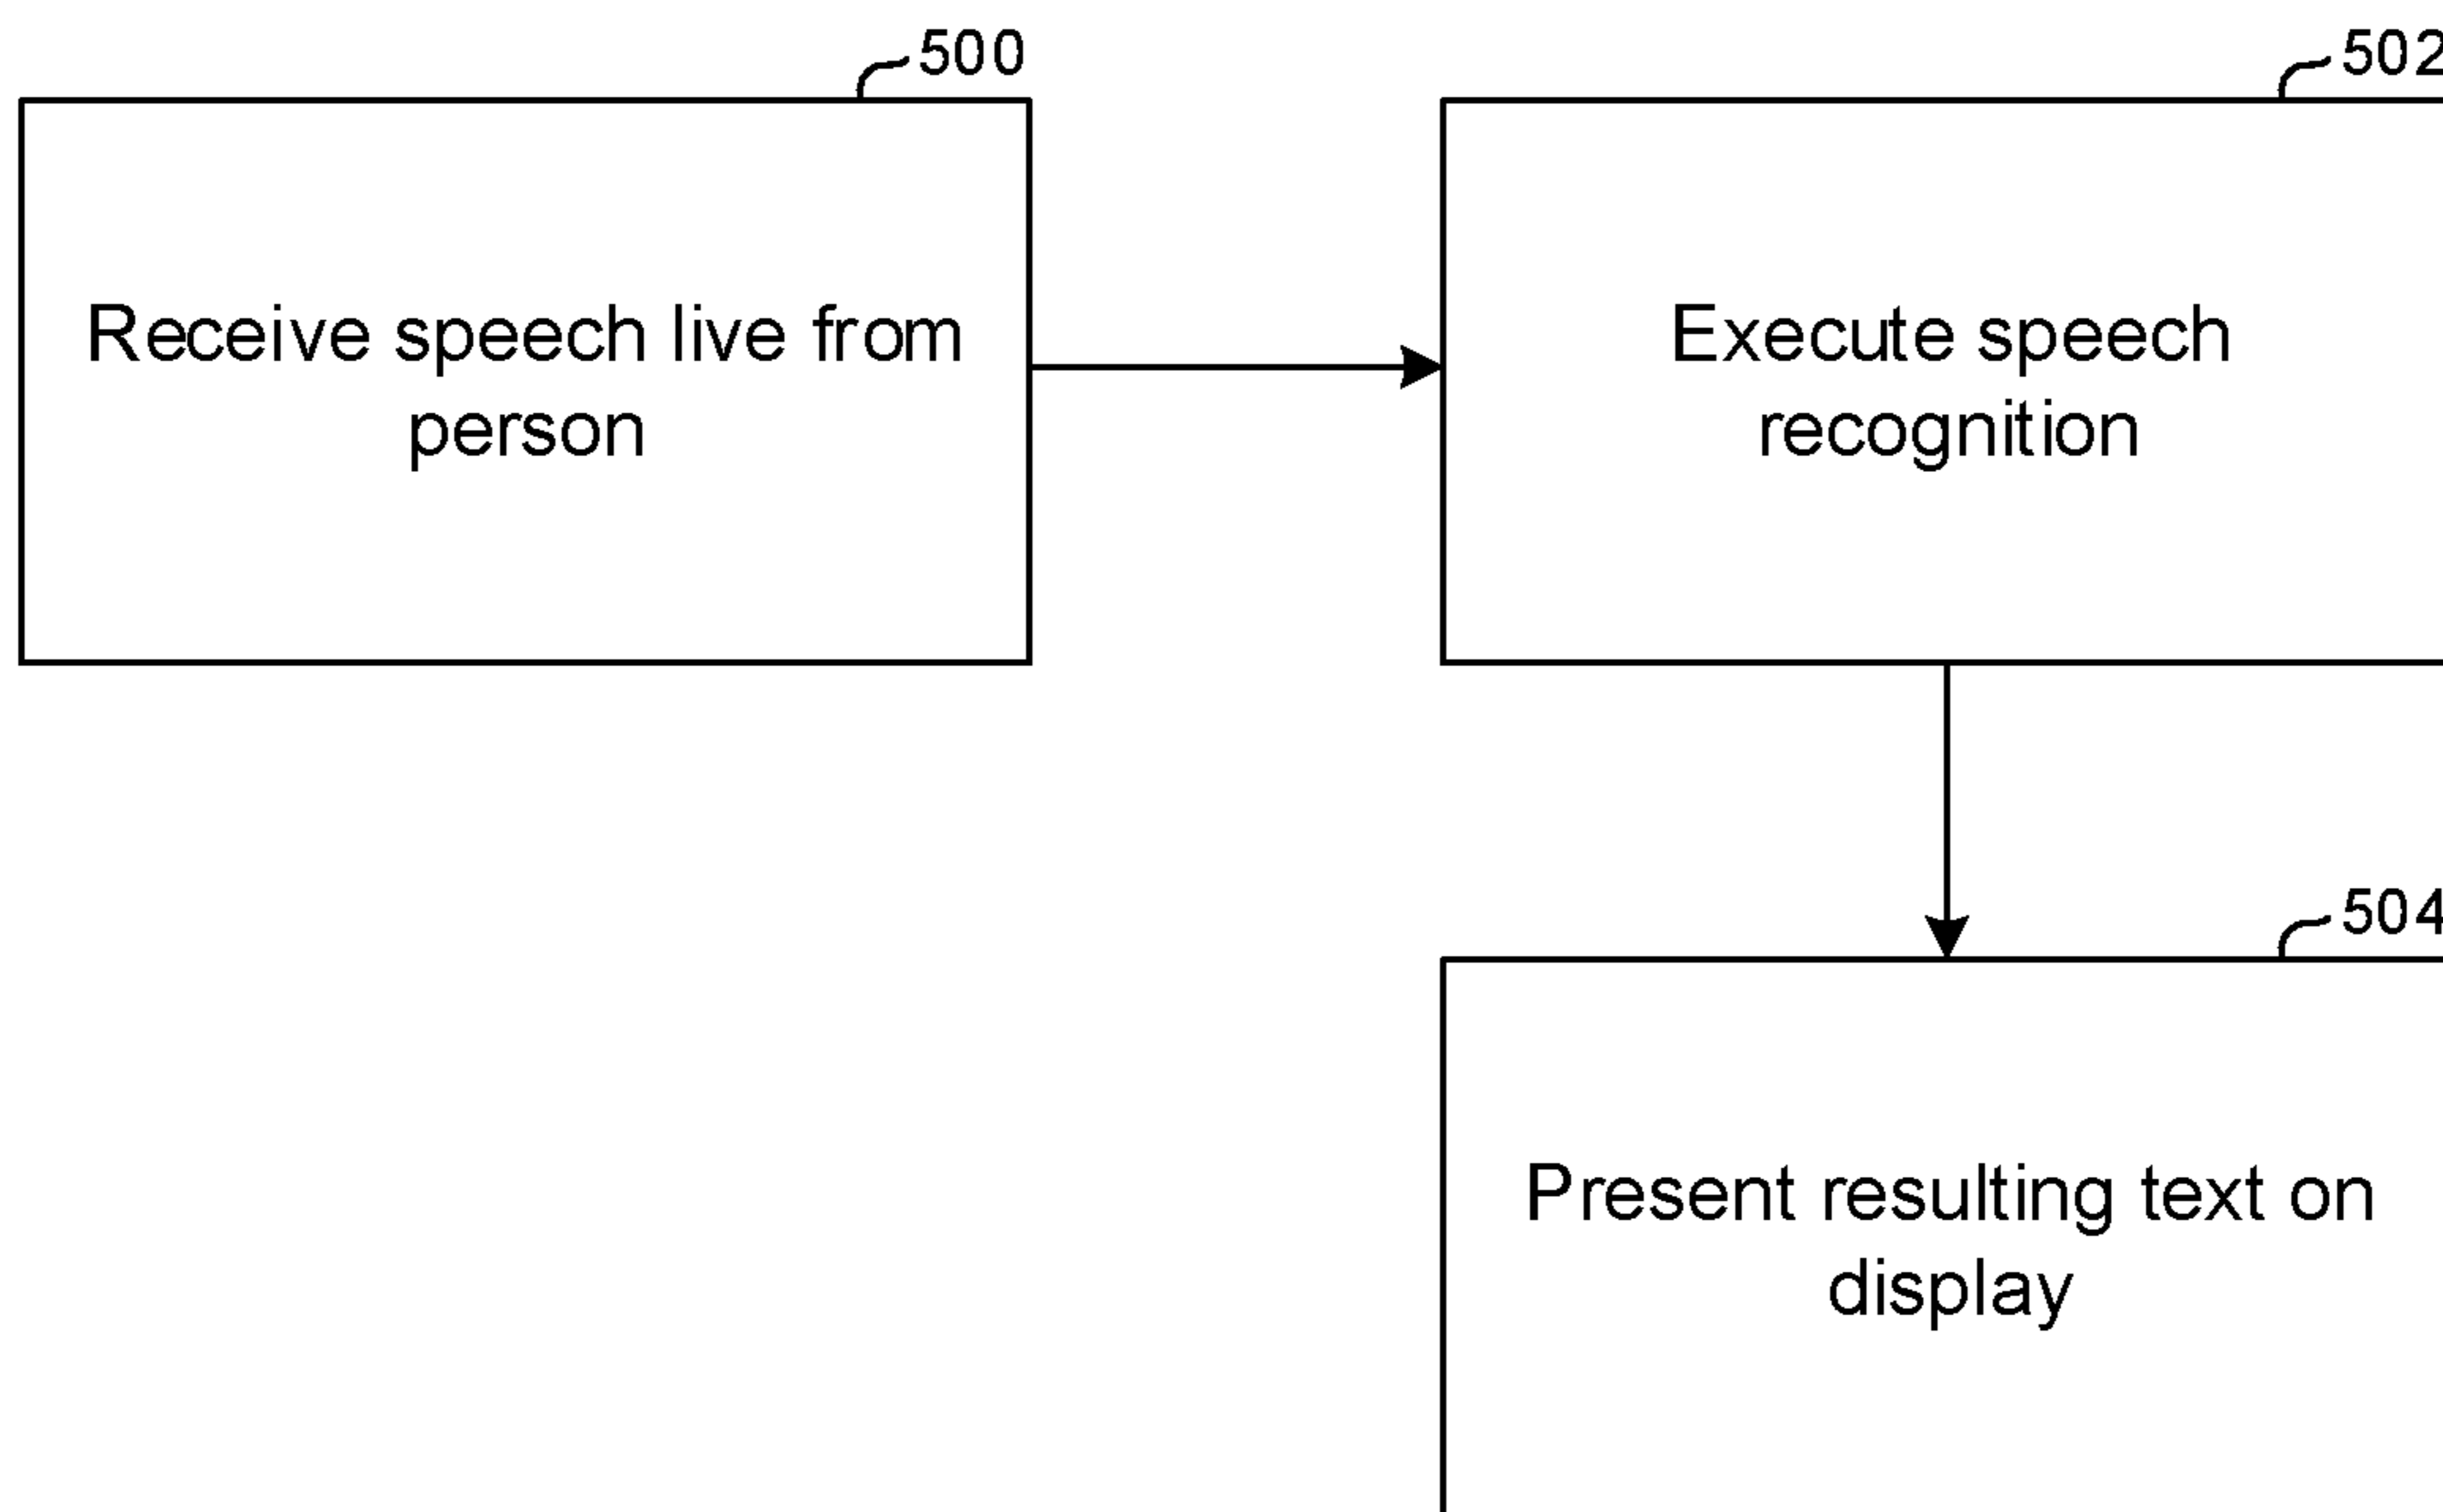 500
Receive speech live from
person
502
Execute speech
recognition
504
Present resulting text on
display